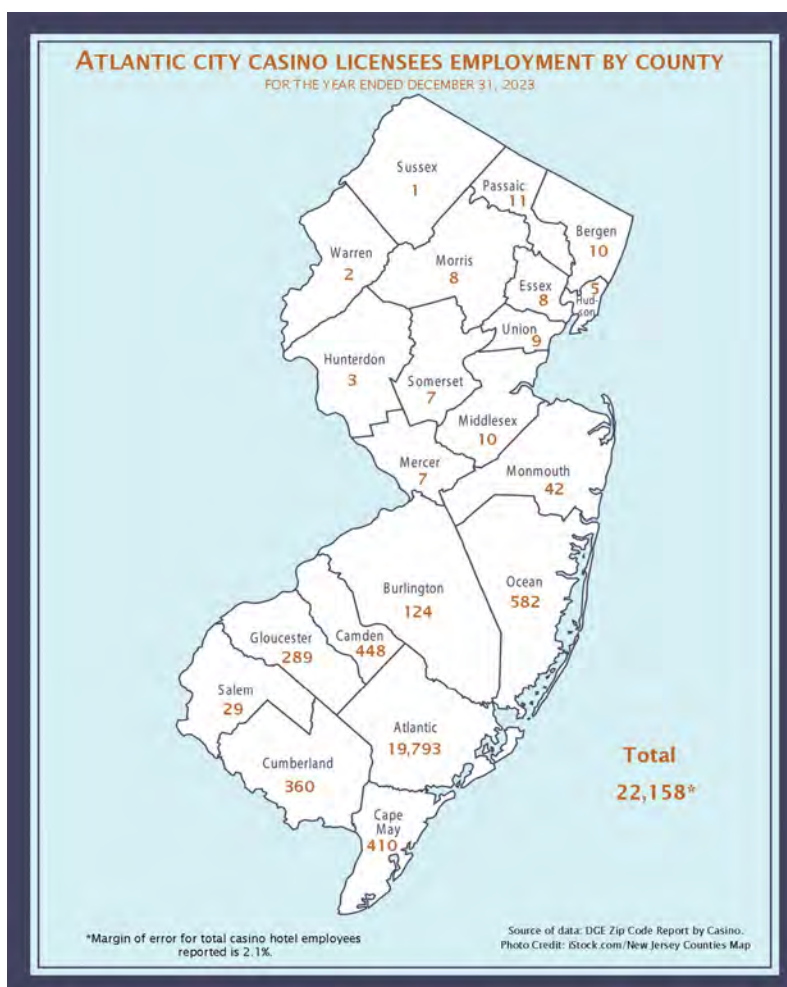 ATLANTIC CITY CASINO LICENSEES EMPLOYMENT BY COUNTY
FOR THE YEAR ENDED DECEMBER 31, 2023
Sussex
1
Passaic
11
Bergen
10
Warren
2
Morris
8
Essex
8
5
Hud-
son
Union
9
Hunterdon
3
Somerset
7
Middlesex
10
Mercer
7
Monmouth
42
Ocean
582
Burlington
124
Camden
448
Gloucester
289
Salem
29
Atlantic
19,793
Cumberland
360
Cape
May
410
Total
22,158*
*Margin of error for total casino hotel employees
reported is 2.1%.
Source of data: DGE Zip Code Report by Casino.
Photo Credit: iStock.com/New Jersey Counties Map